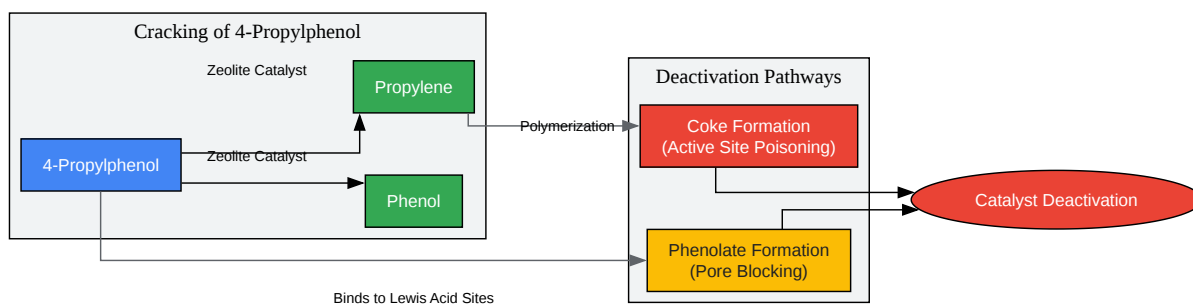 Cracking of 4-Propylphenol
Zeolite Catalyst
Propylene
4-Propylphenol
Zeolite Catalyst
Phenol
Polymerization
Deactivation Pathways
Coke Formation
(Active Site Poisoning)
Phenolate Formation
(Pore Blocking)
Catalyst Deactivation
Binds to Lewis Acid Sites